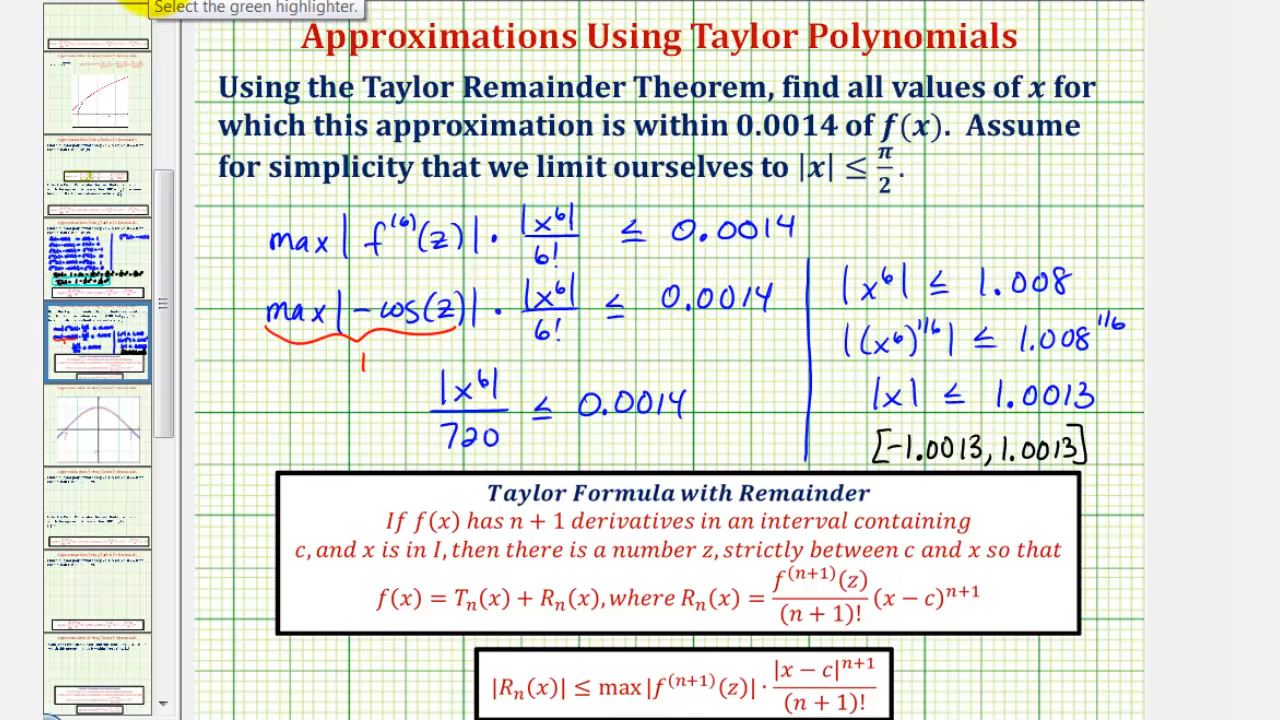 Select the green highlighter.
Approximations Using Taylor Polynomials
Using the Taylor Remainder Theorem, find all values of x for
which this approximation is within 0.0014 of f(x). Assume
for simplicity that we limit ourselves to |x| ≤ π/2.
max |f⁽⁶⁾(z)| · |x⁶|/6! ≤ 0.0014
max |-cos(z)| · |x⁶|/6! ≤ 0.0014
1
|x⁶|/720 ≤ 0.0014
|x⁶| ≤ 1.008
|(x⁶)^1/6| ≤ 1.008^1/6
|x| ≤ 1.0013
[-1.0013, 1.0013]
Taylor Formula with Remainder
If f(x) has n + 1 derivatives in an interval containing
c, and x is in I, then there is a number z, strictly between c and x so that
f(x) = Tₙ(x) + Rₙ(x), where Rₙ(x) = f⁽ⁿ⁺¹⁾(z)/(n + 1)! (x − c)ⁿ⁺¹
|Rₙ(x)| ≤ max |f⁽ⁿ⁺¹⁾(z)| · |x − c|ⁿ⁺¹/(n + 1)!